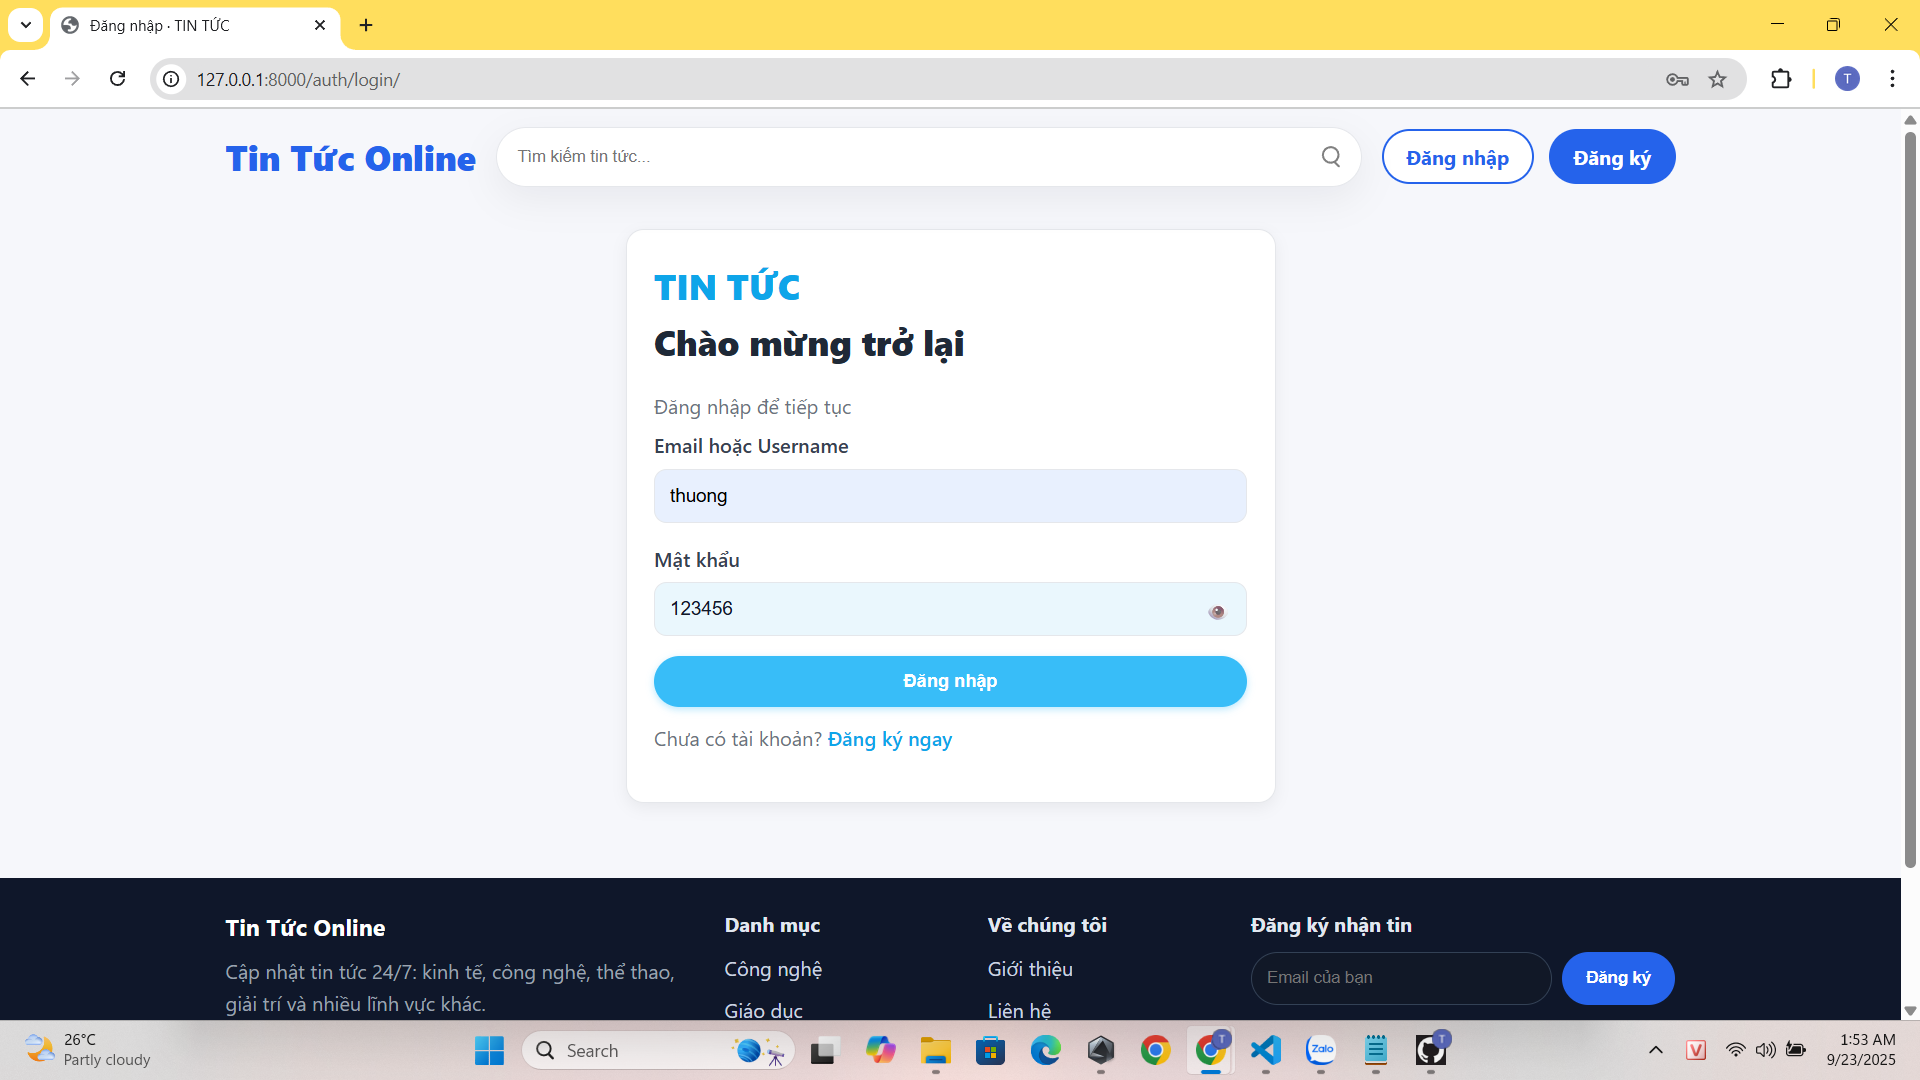 Đăng nhập · TIN TỨC
127.0.0.1:8000/auth/login/
T
Tin Tức Online
Tìm kiếm tin tức...
Đăng nhập
Đăng ký
TIN TỨC
Chào mừng trở lại
Đăng nhập để tiếp tục
Email hoặc Username
thuong
Mật khẩu
123456
Đăng nhập
Chưa có tài khoản? Đăng ký ngay
Tin Tức Online
Cập nhật tin tức 24/7: kinh tế, công nghệ, thể thao,
giải trí và nhiều lĩnh vực khác.
Danh mục
Công nghệ
Giáo dục
Về chúng tôi
Giới thiệu
Liên hệ
Đăng ký nhận tin
Email của bạn
Đăng ký
26°C
Partly cloudy
Search
T
Zalo
T
V
1:53 AM
9/23/2025